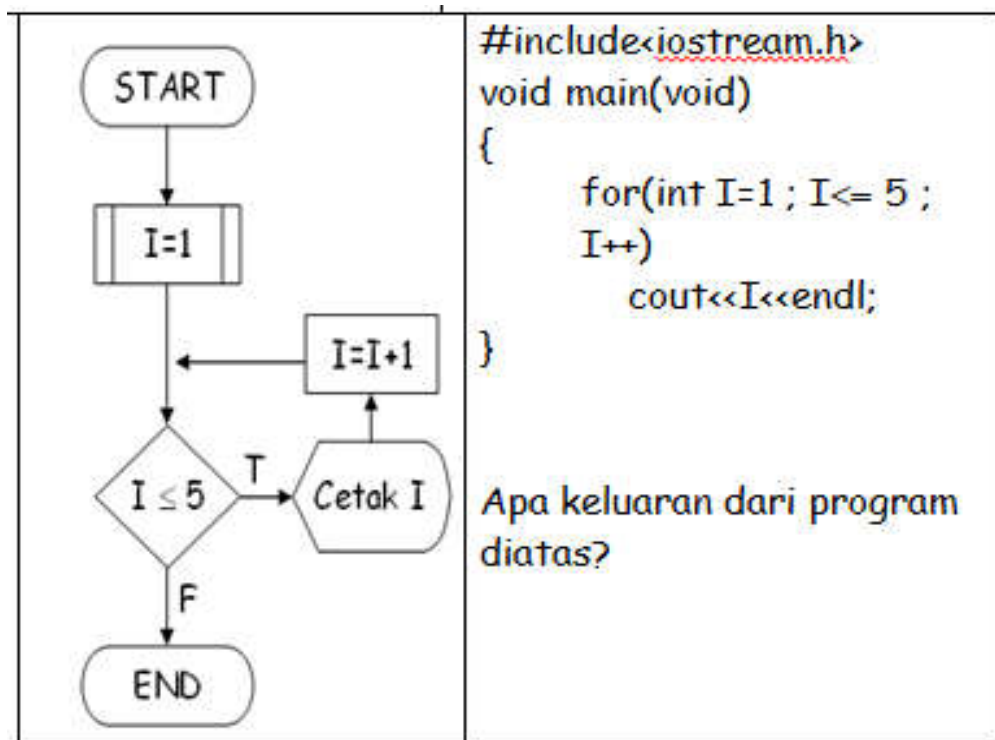 START
I=1
I=I+1
I ≤ 5
T
Cetak I
F
END
#include<iostream.h>
void main(void)
{
for(int I=1 ; I<= 5 ;
I++)
cout<<I<<endl;
}
Apa keluaran dari program
diatas?